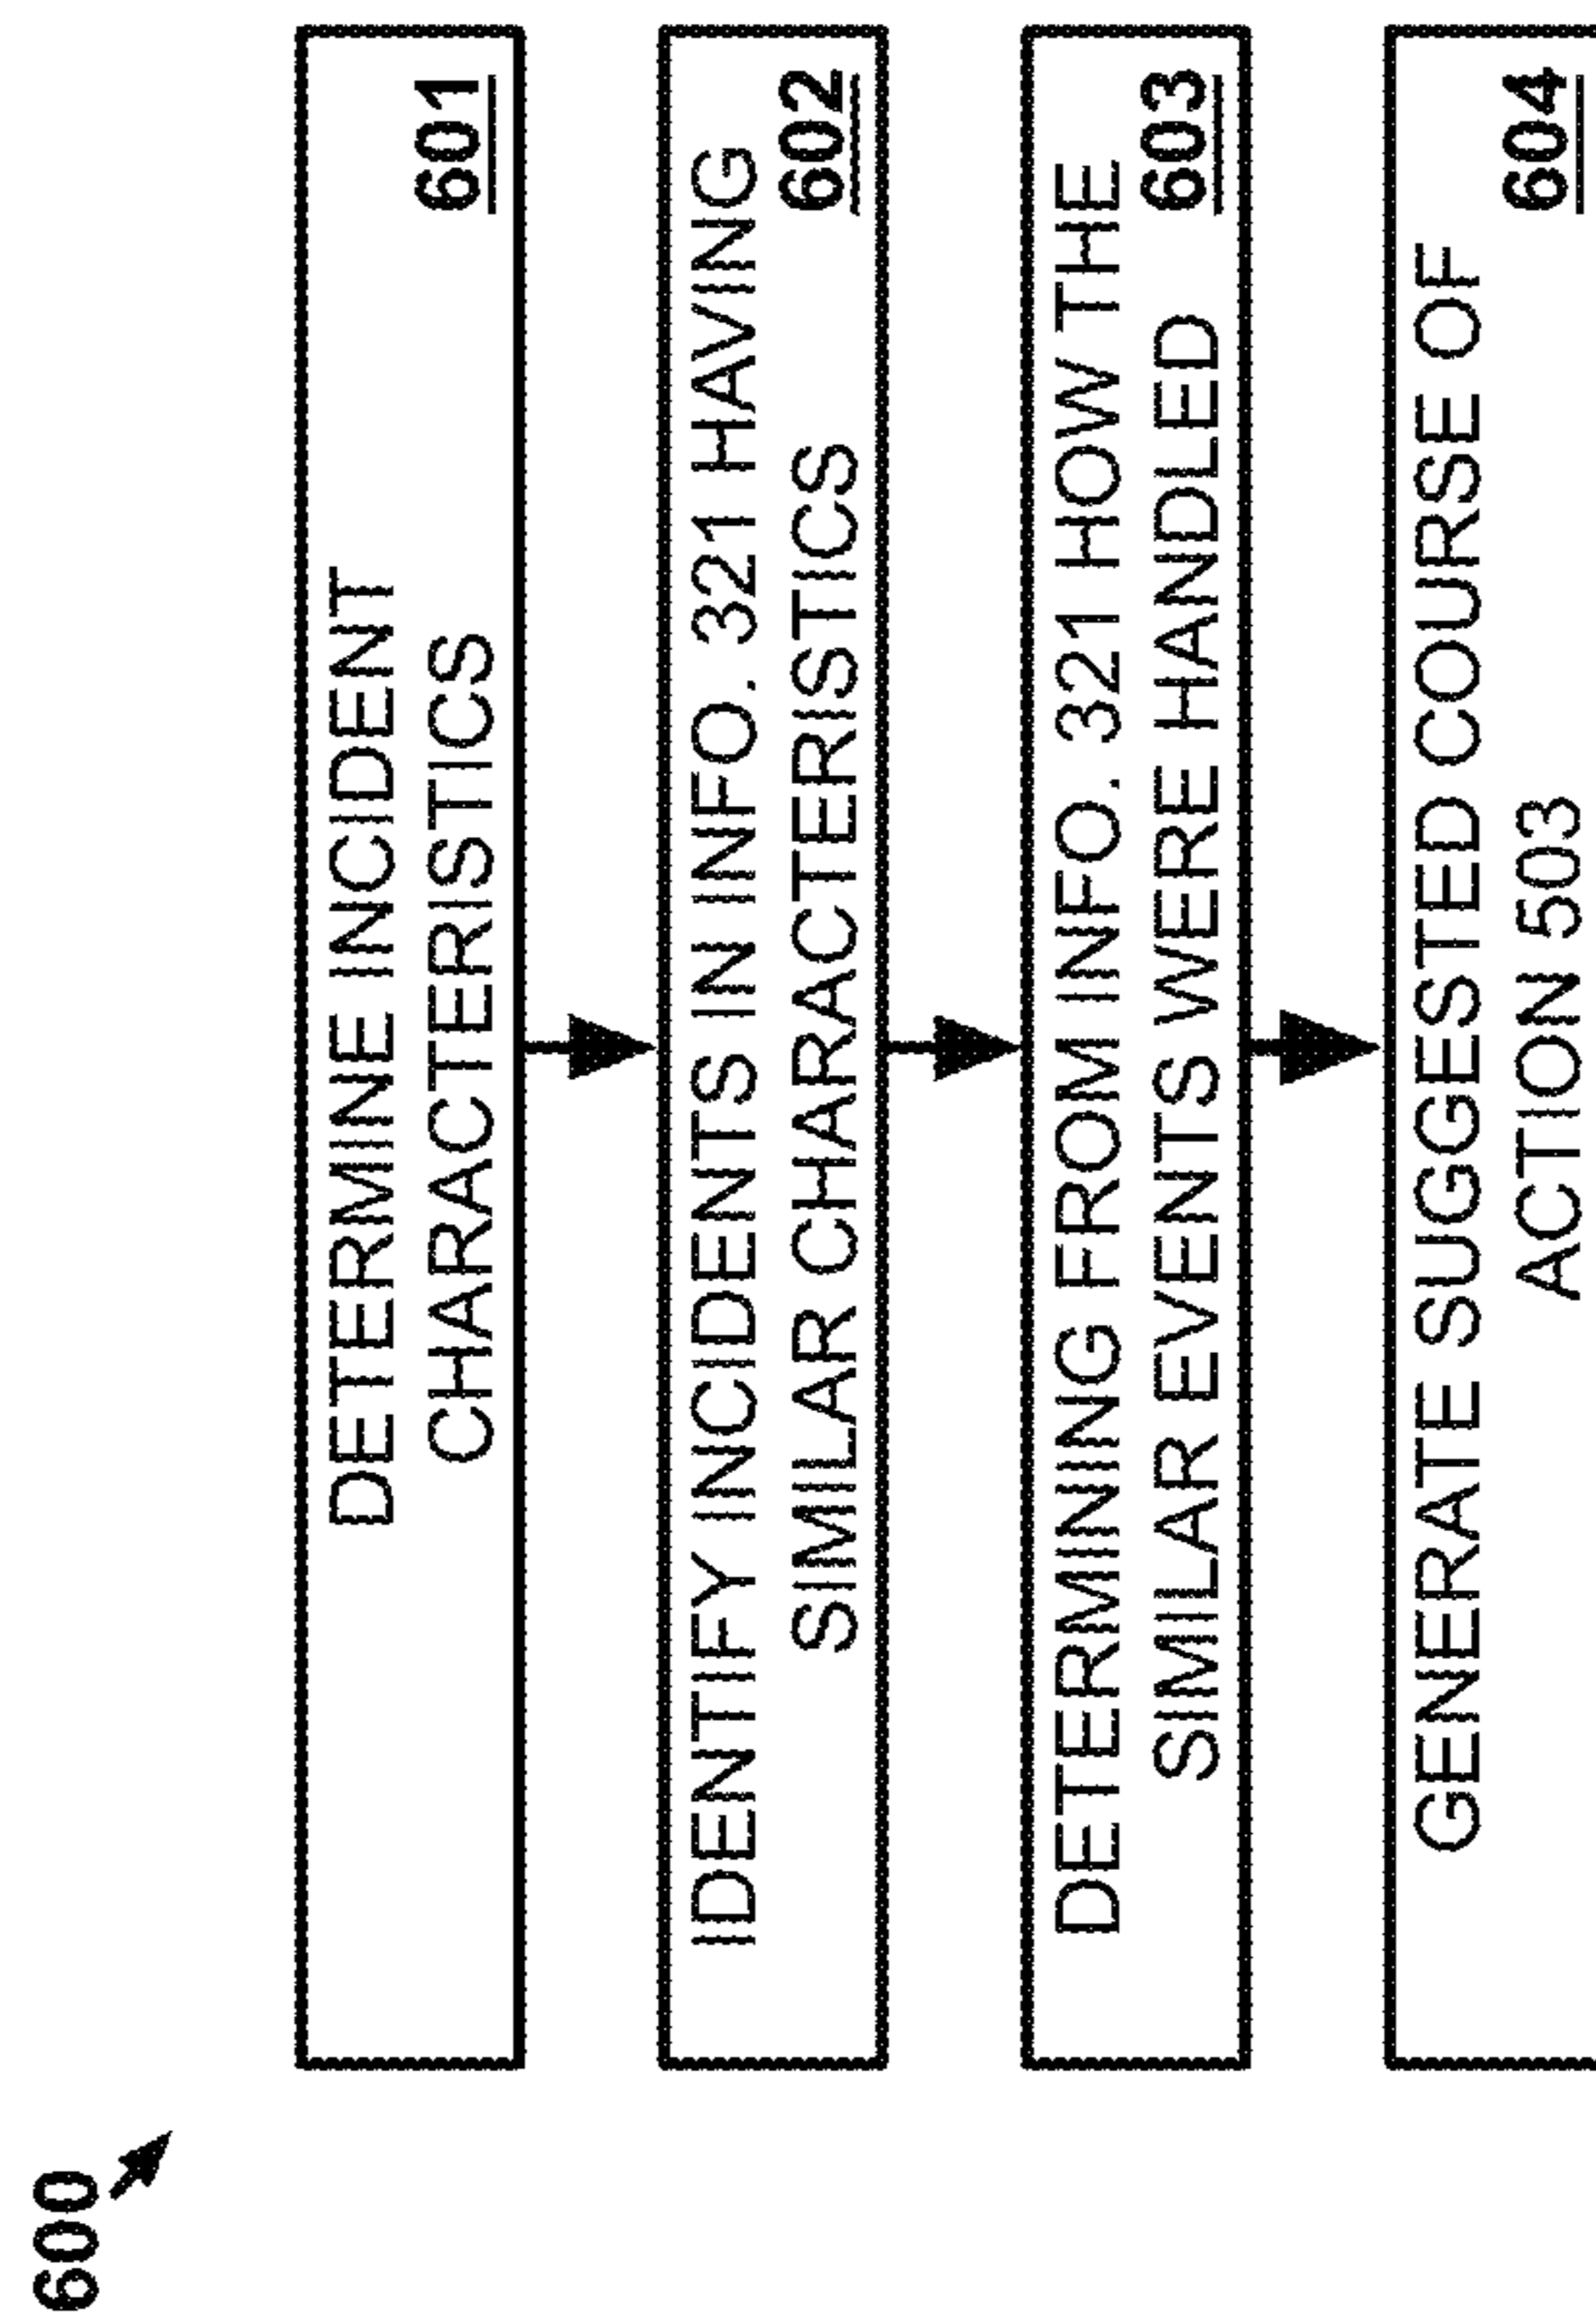 600
DETERMINE INCIDENT
CHARACTERISTICS
601
IDENTIFY INCIDENTS IN INFO. 321 HAVING
SIMILAR CHARACTERISTICS
602
DETERMINING FROM INFO. 321 HOW THE
SIMILAR EVENTS WERE HANDLED
603
GENERATE SUGGESTED COURSE OF
ACTION 503
604